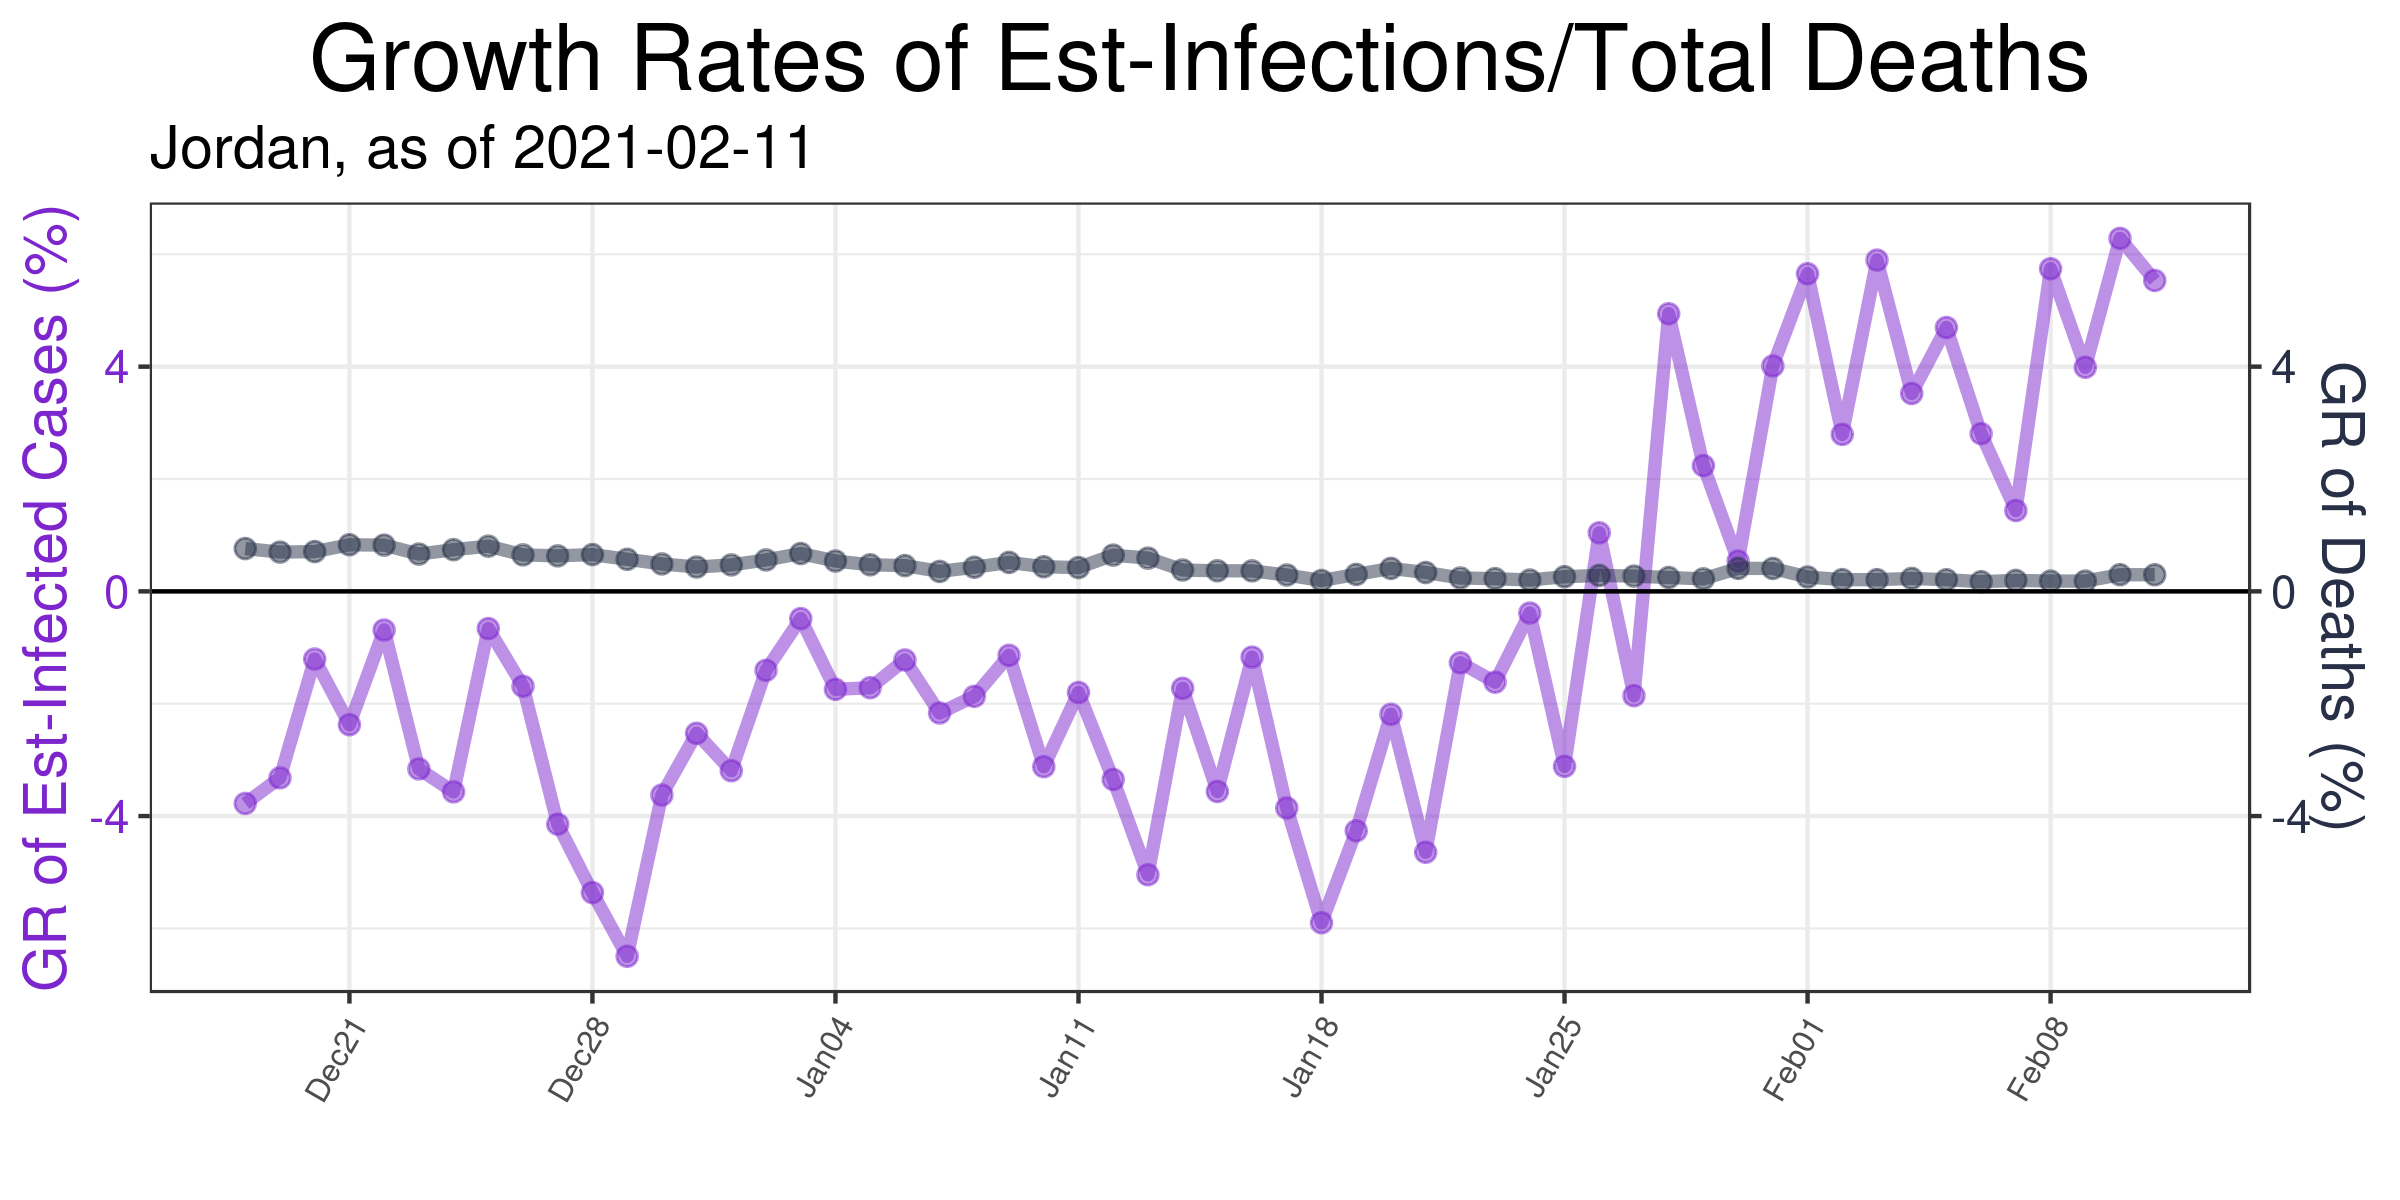 Growth Rates of Est-Infections/Total Deaths
Jordan, as of 2021-02-11
GR of Est-Infected Cases (%)
4
0
-4
4
0
-4
GR of Deaths (%)
Dec21
Dec28
Jan04
Jan11
Jan18
Jan25
Feb01
Feb08